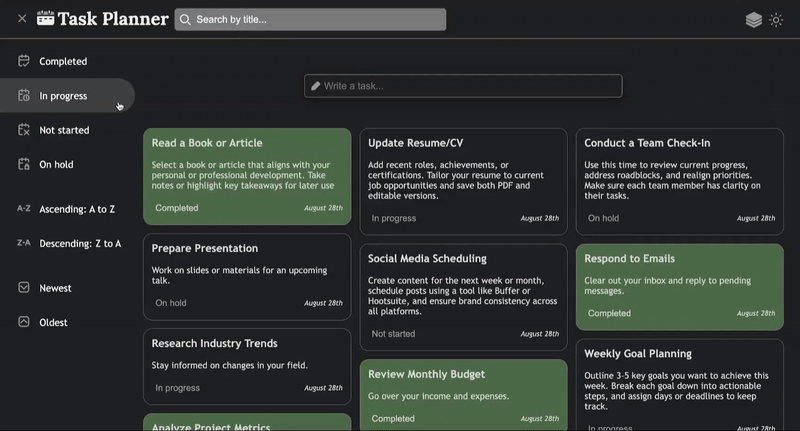 Task Planner
Search by title...
Completed
In progress
Not started
On hold
A-Z Ascending: A to Z
Z-A Descending: Z to A
Newest
Oldest
Write a task...
Read a Book or Article
Select a book or article that aligns with your
personal or professional development. Take
notes or highlight key takeaways for later use
Completed August 28th
Prepare Presentation
Work on slides or materials for an upcoming
talk.
On hold August 28th
Research Industry Trends
Stay informed on changes in your field.
In progress August 28th
Analyze Project Metrics
Update Resume/CV
Add recent roles, achievements, or
certifications. Tailor your resume to current
job opportunities and save both PDF and
editable versions.
In progress August 28th
Social Media Scheduling
Create content for the next week or month,
schedule posts using a tool like Buffer or
Hootsuite, and ensure brand consistency across
all platforms.
Not started August 28th
Review Monthly Budget
Go over your income and expenses.
Completed August 28th
Conduct a Team Check-In
Use this time to review current progress,
address roadblocks, and realign priorities.
Make sure each team member has clarity on
their tasks.
On hold August 28th
Respond to Emails
Clear out your inbox and reply to pending
messages.
Completed August 28th
Weekly Goal Planning
Outline 3-5 key goals you want to achieve this
week. Break each goal down into actionable
steps, and assign days or deadlines to keep
track.
In progress August 28th